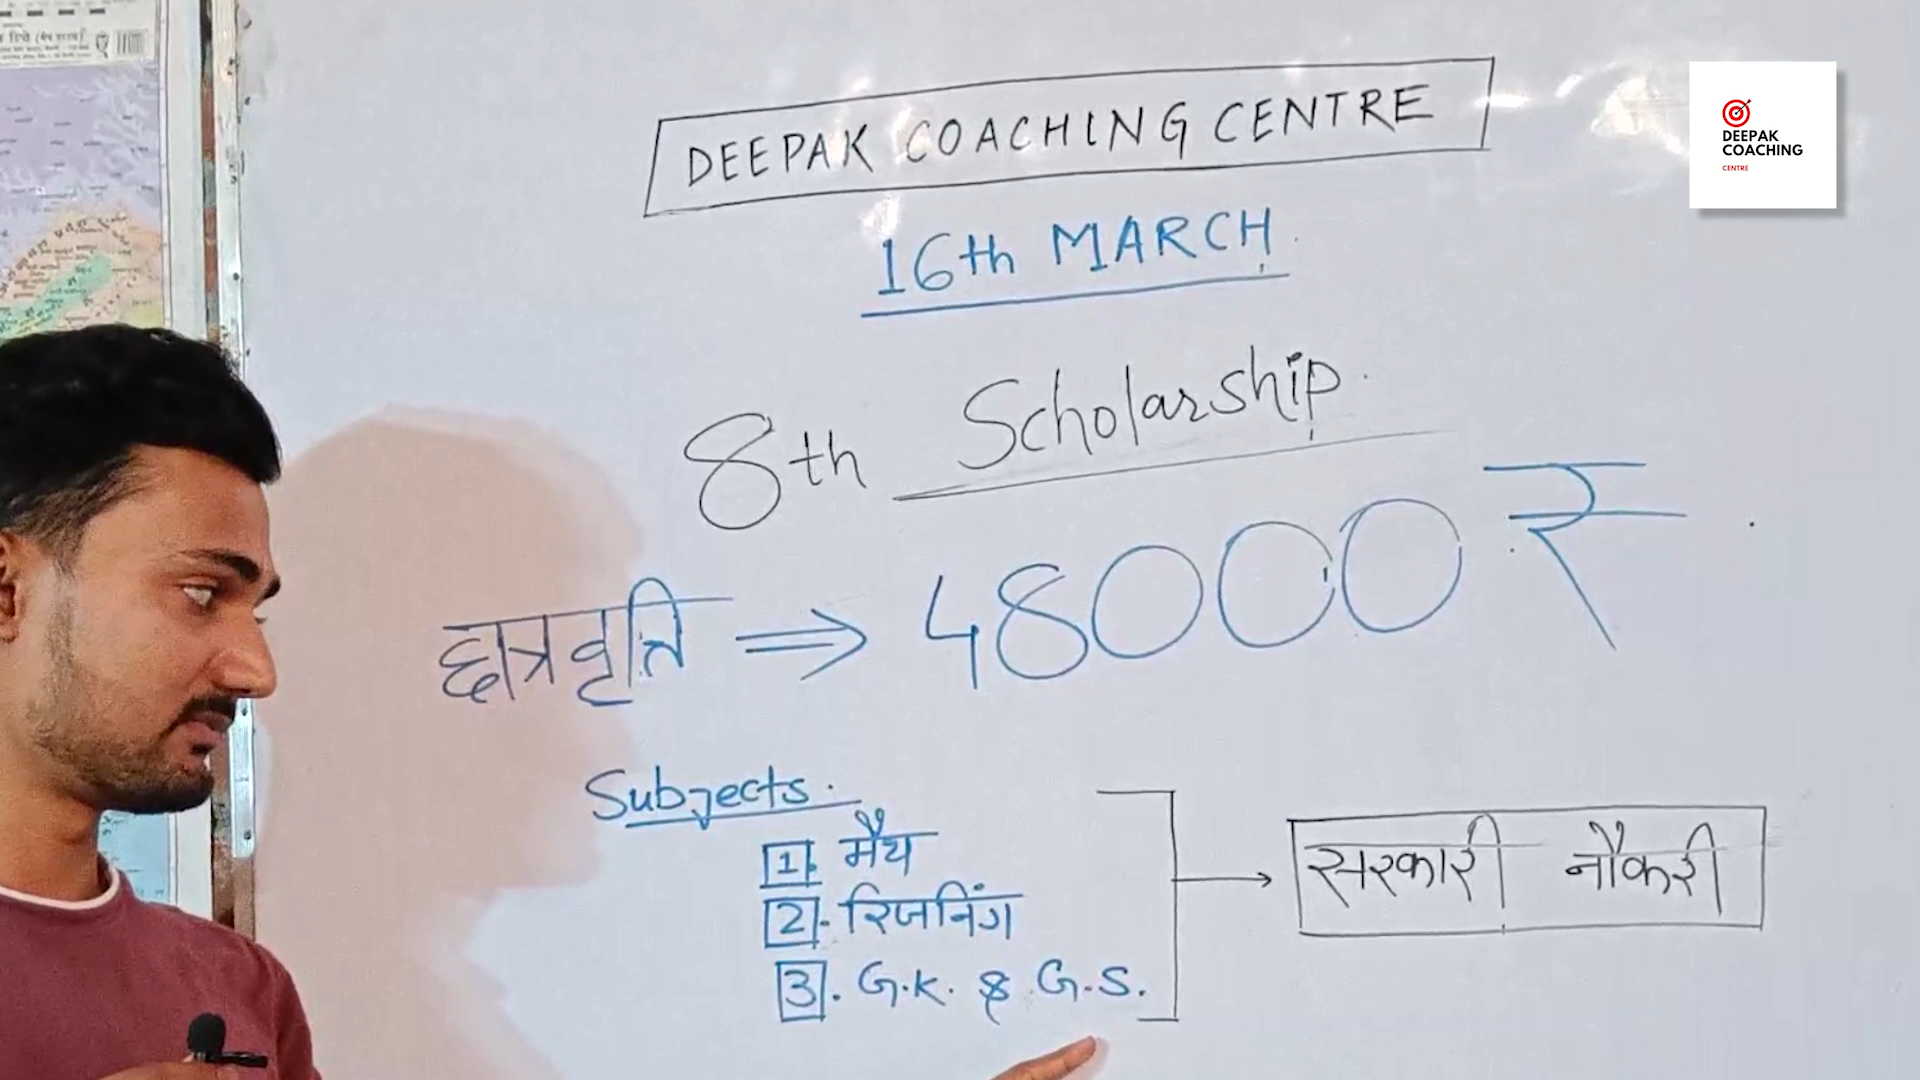 DEEPAK COACHING CENTRE
16th MARCH
8th Scholarship
छात्रवृत्ति ⇒ 48000 ₹
Subjects.
1. मैथ
2. रिजनिंग
3. G.K. & G.S.
सरकारी नौकरी
DEEPAK
COACHING
CENTRE